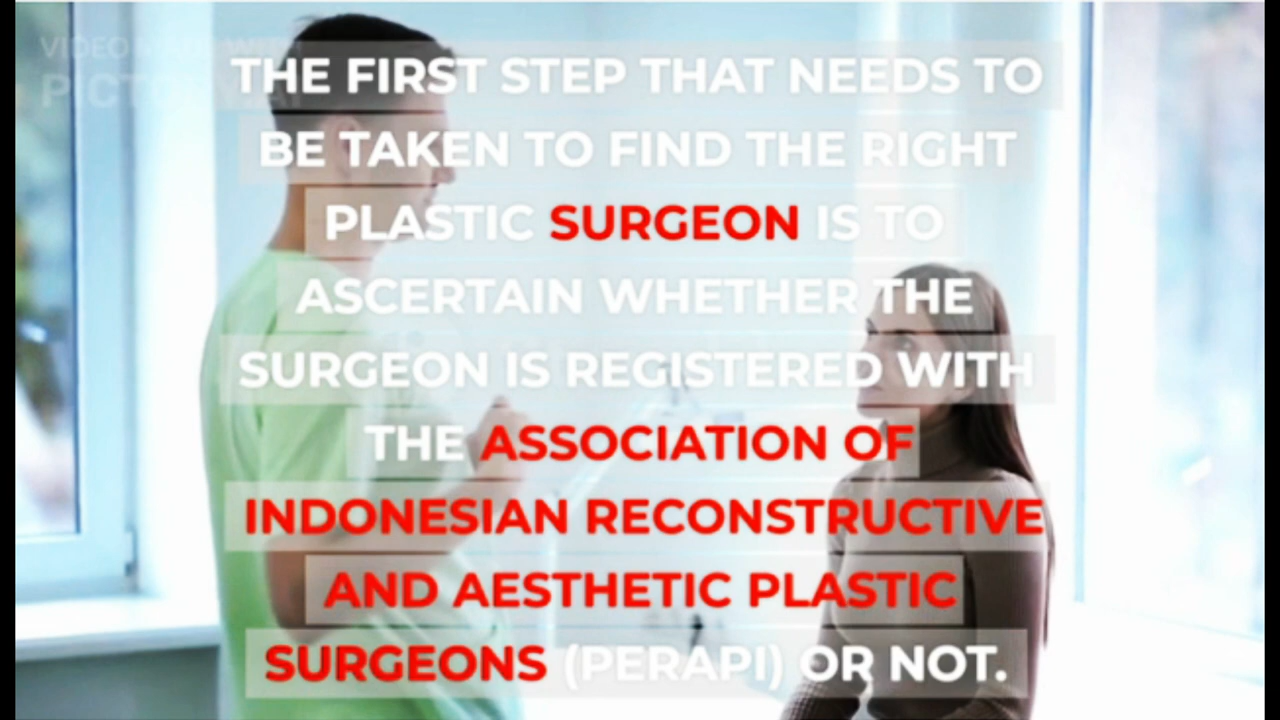 THE FIRST STEP THAT NEEDS TO
BE TAKEN TO FIND THE RIGHT
PLASTIC SURGEON IS TO
ASCERTAIN WHETHER THE
SURGEON IS REGISTERED WITH
THE ASSOCIATION OF
INDONESIAN RECONSTRUCTIVE
AND AESTHETIC PLASTIC
SURGEONS (PERAPI) OR NOT.